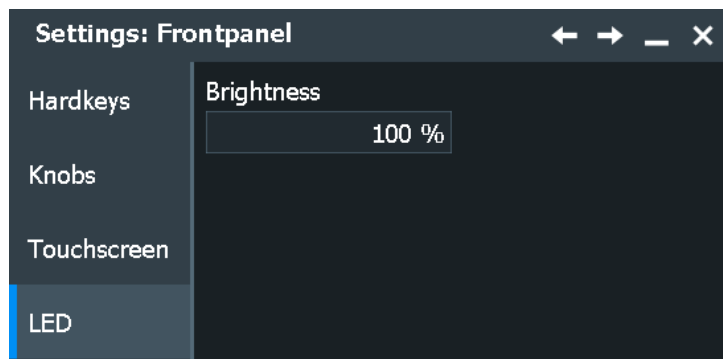 Settings: Frontpanel
Hardkeys
Brightness
100 %
Knobs
Touchscreen
LED